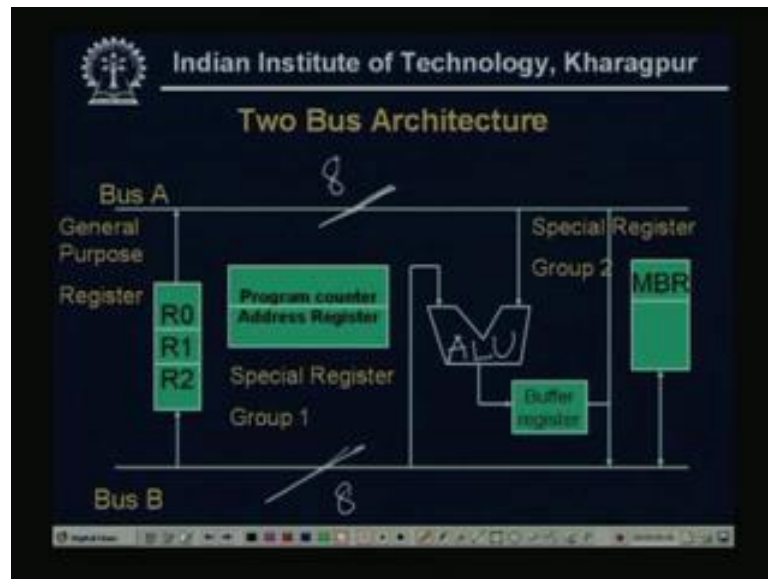 Indian Institute of Technology, Kharagpur
Two Bus Architecture
8
Bus A
General
Purpose
Register
R0
R1
R2
Program counter
Address Register
Special Register
Group 1
ALU
Buffer
register
Special Register
Group 2
MBR
Bus B
8